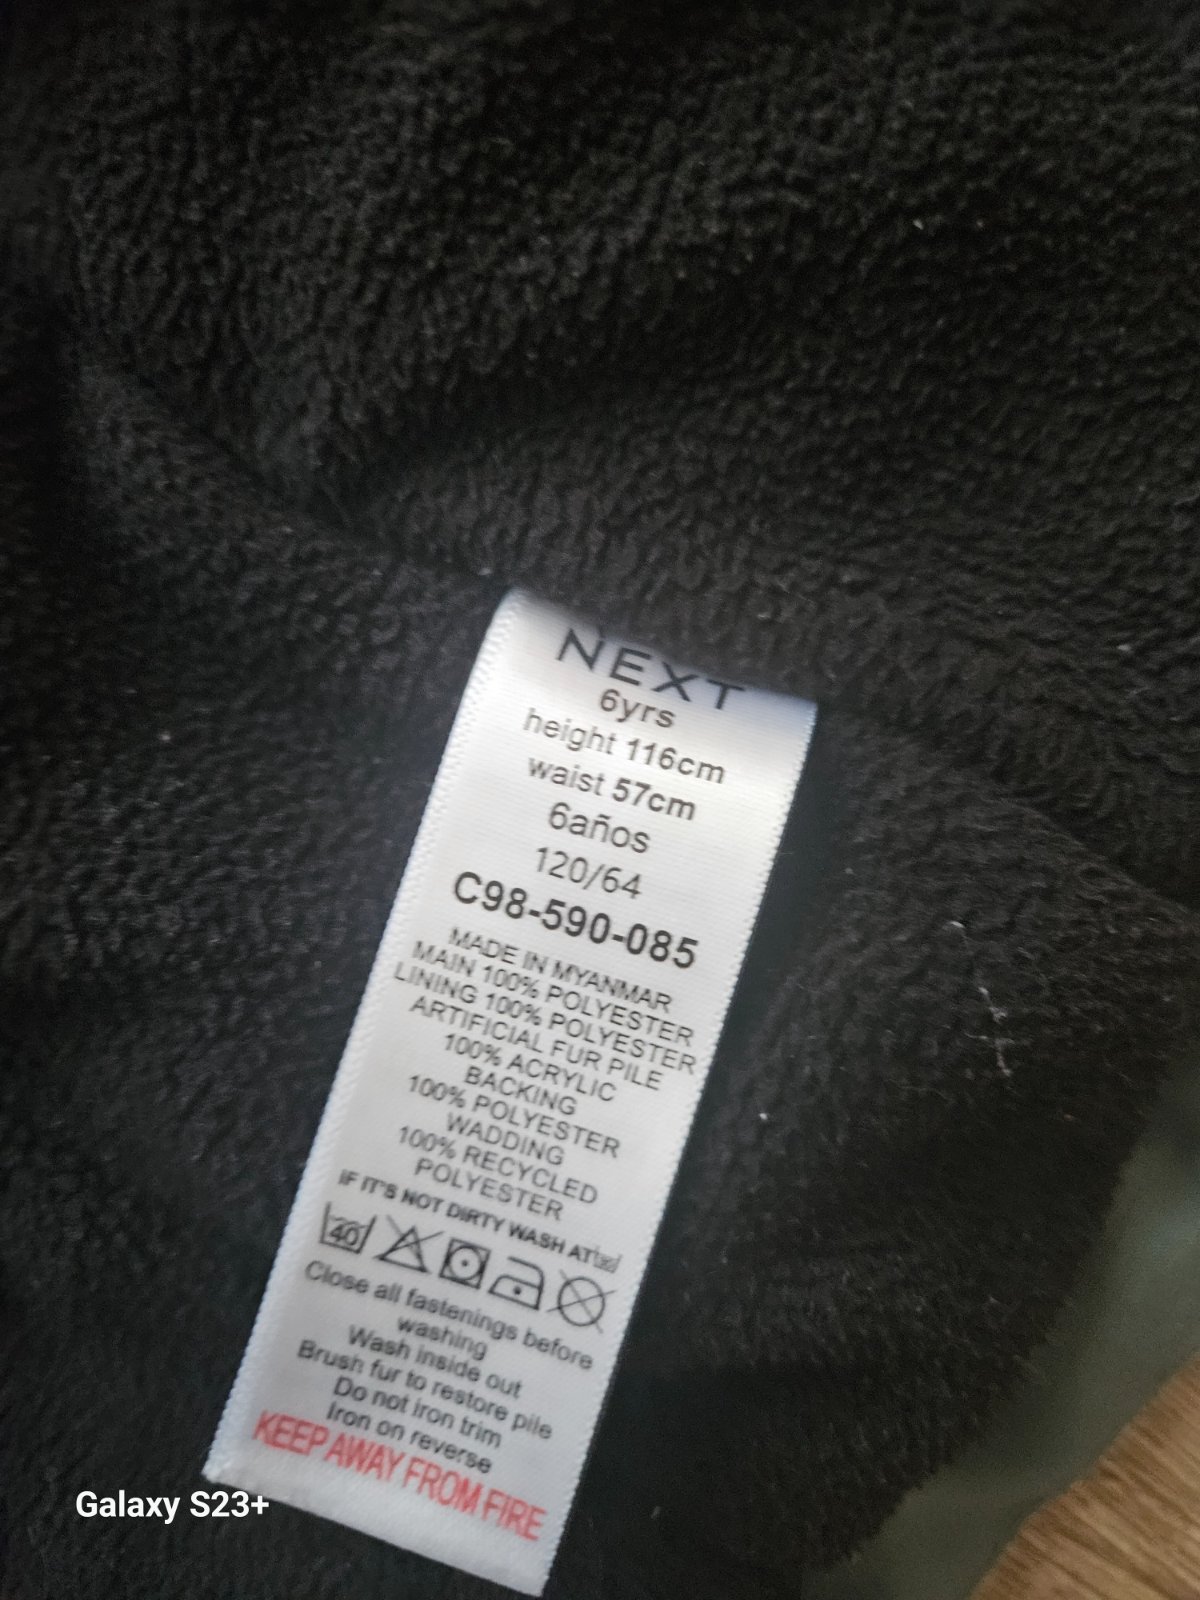 NEXT
6yrs
height 116cm
waist 57cm
6años
120/64
C98-590-085
MADE IN MYANMAR
MAIN 100% POLYESTER
LINING 100% POLYESTER
ARTIFICIAL FUR PILE
100% ACRYLIC
BACKING
100% POLYESTER
WADDING
100% RECYCLED
POLYESTER
IF IT'S NOT DIRTY WASH AT
40
Close all fastenings before
washing
Wash inside out
Brush fur to restore pile
Do not iron trim
Iron on reverse
KEEP AWAY FROM FIRE
Galaxy S23+